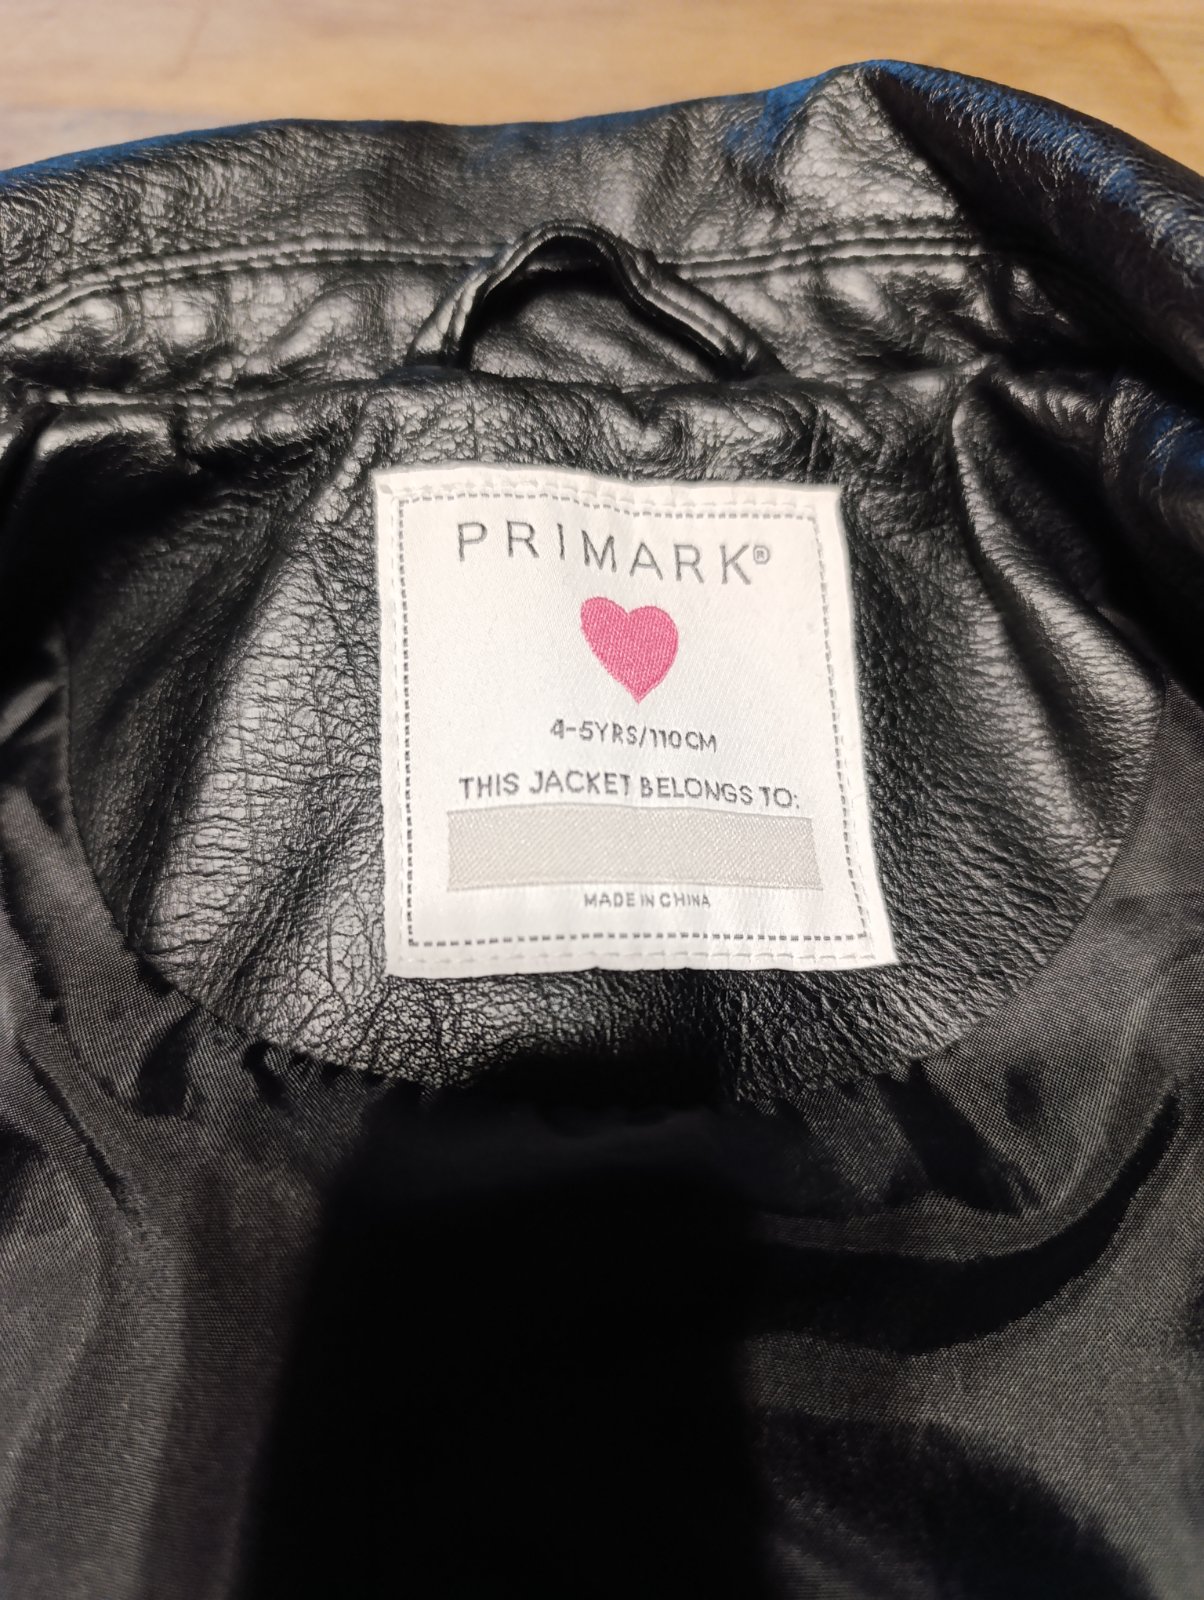 PRIMARK®
4-5YRS/110CM
THIS JACKET BELONGS TO:
MADE IN CHINA